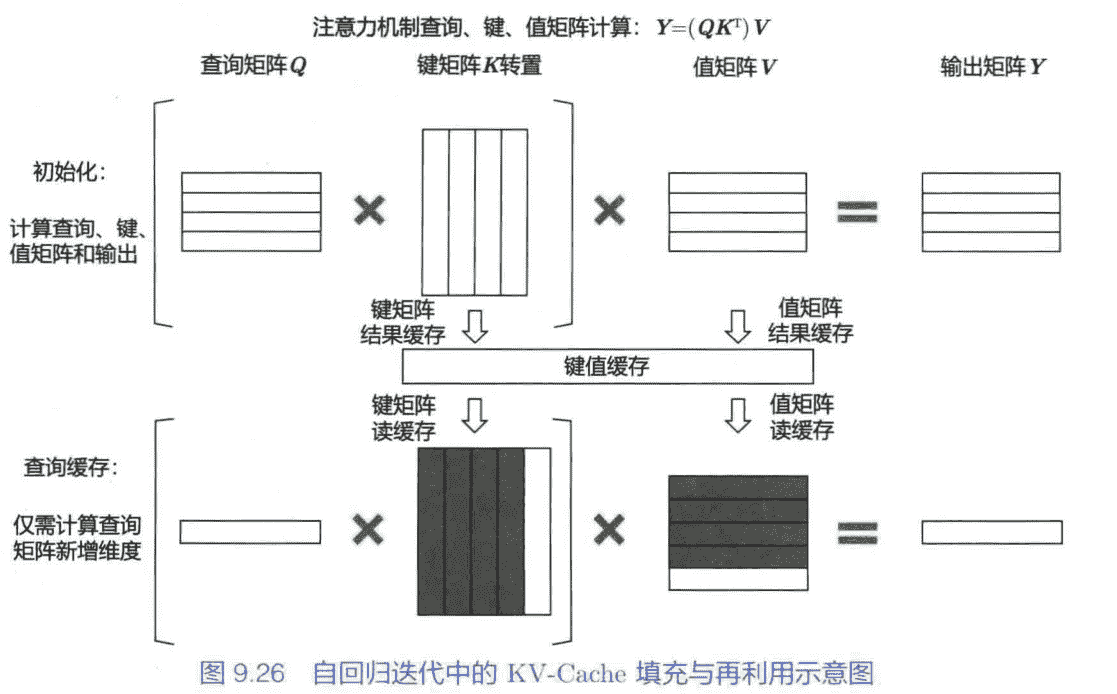 注意力机制查询、键、值矩阵计算：Y=(QKᵀ)V
查询矩阵Q
键矩阵K转置
值矩阵V
输出矩阵Y
初始化：
计算查询、键、
值矩阵和输出
键矩阵
结果缓存
值矩阵
结果缓存
键值缓存
键矩阵
读缓存
值矩阵
读缓存
查询缓存：
仅需计算查询
矩阵新增维度
图 9.26 自回归迭代中的 KV-Cache 填充与再利用示意图